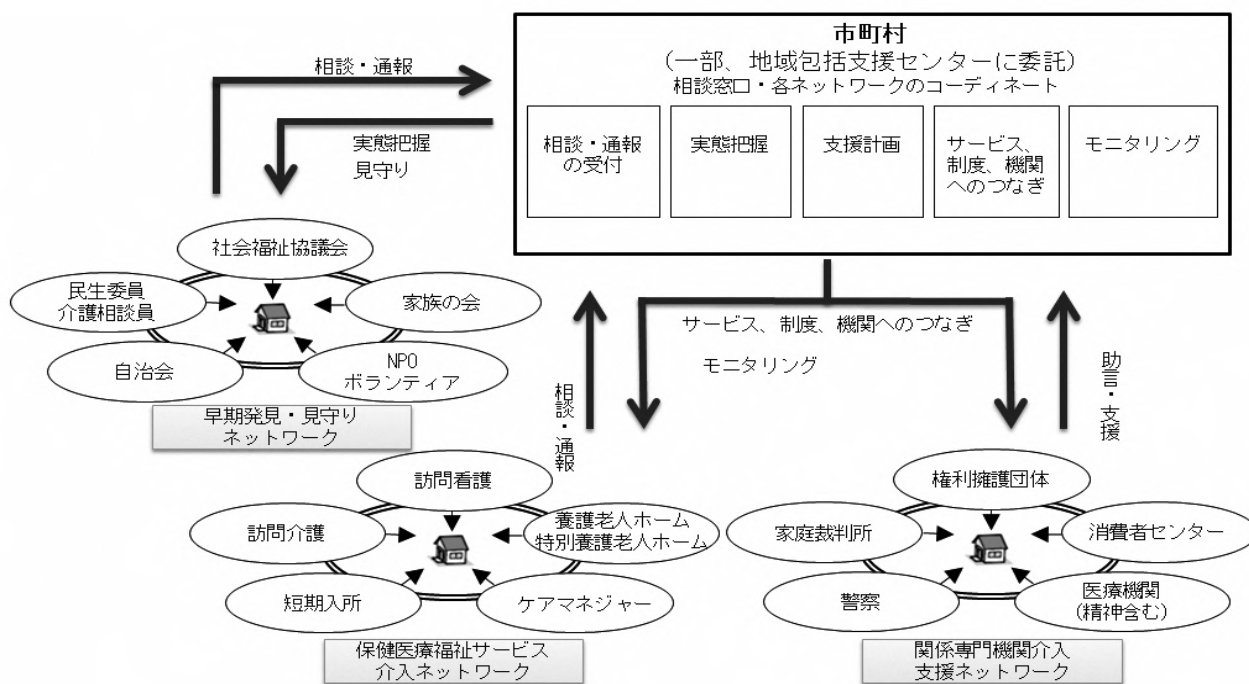 市町村
(一部、地域包括支援センターに委託)
相談窓口・各ネットワークのコーディネート
相談・通報
の受付
実態把握
支援計画
サービス、
制度、機関
へのつなぎ
モニタリング
相談・通報
実態把握
見守り
社会福祉協議会
民生委員
介護相談員
家族の会
自治会
NPO
ボランティア
早期発見・見守り
ネットワーク
サービス、制度、機関へのつなぎ
モニタリング
相談・通報
助言・支援
訪問看護
訪問介護
養護老人ホーム
特別養護老人ホーム
短期入所
ケアマネジャー
保健医療福祉サービス
介入ネットワーク
権利擁護団体
家庭裁判所
消費者センター
警察
医療機関
(精神含む)
関係専門機関介入
支援ネットワーク